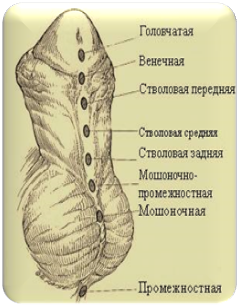 Головчатая
Венечная
Стволовая передняя
Стволовая средняя
Стволовая задняя
Мошоночно-
промежностная
Мошоночная
Промежностная